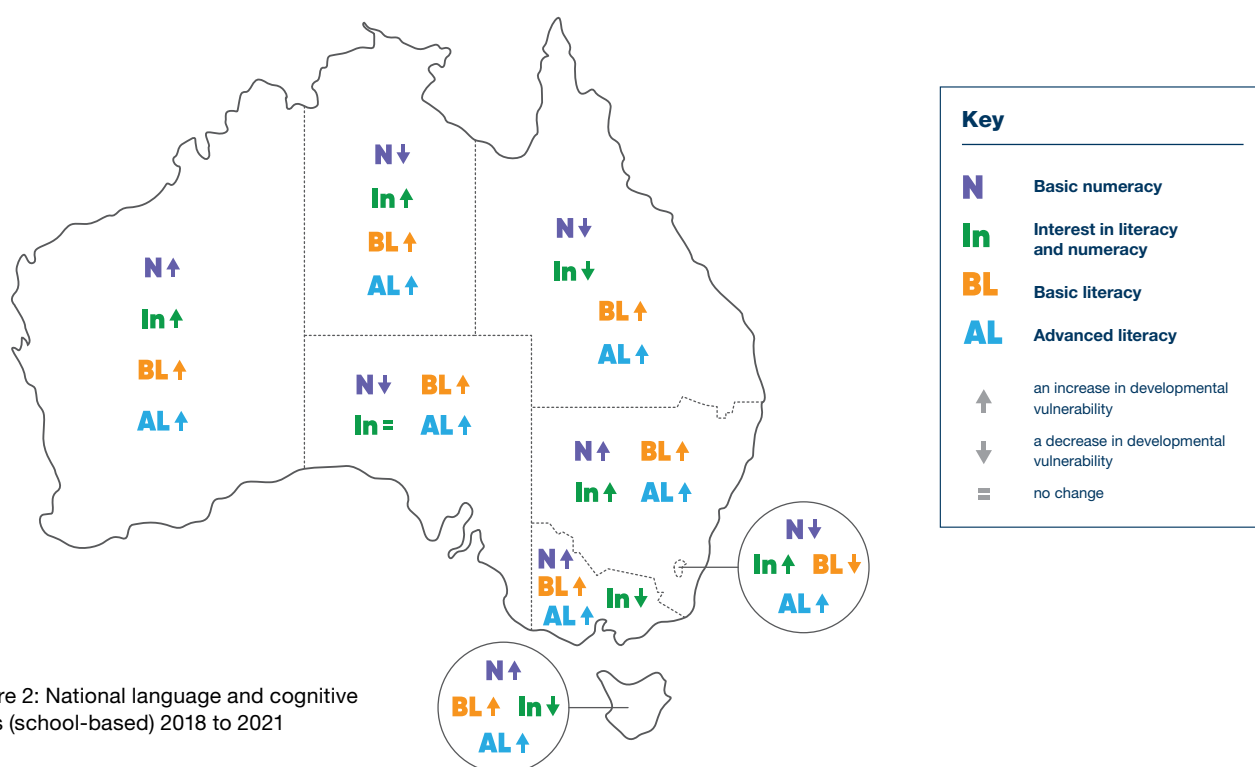 N↓
In↑
BL↑
AL↑
N↑
In↑
BL↑
AL↑
N↓
In↓
BL↑
AL↑
N↓ BL↑
In= AL↑
N↑ BL↑
In↑ AL↑
N↑
BL↑
AL↑
In↓
N↓
In↑ BL↓
AL↑
N↑
BL↑ In↓
AL↑
Key
N Basic numeracy
In Interest in literacy
and numeracy
BL Basic literacy
AL Advanced literacy
↑ an increase in developmental
vulnerability
↓ a decrease in developmental
vulnerability
= no change
2: National language and cognitive
(school-based) 2018 to 2021